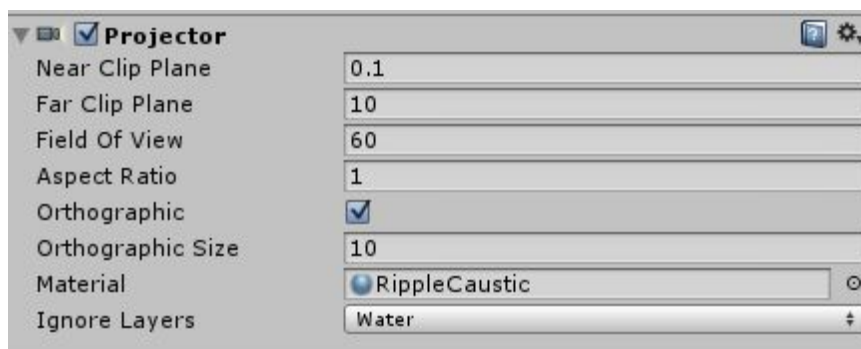 Projector
Near Clip Plane 0.1
Far Clip Plane 10
Field Of View 60
Aspect Ratio 1
Orthographic
Orthographic Size 10
Material RippleCaustic
Ignore Layers Water